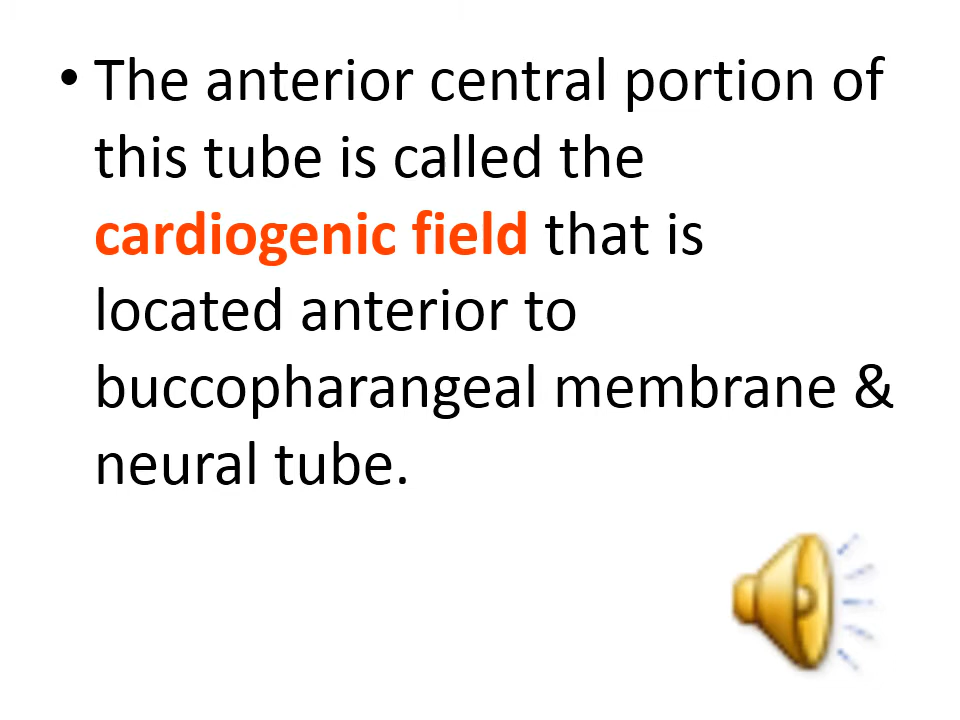 • The anterior central portion of
this tube is called the
cardiogenic field that is
located anterior to
buccopharangeal membrane &
neural tube.